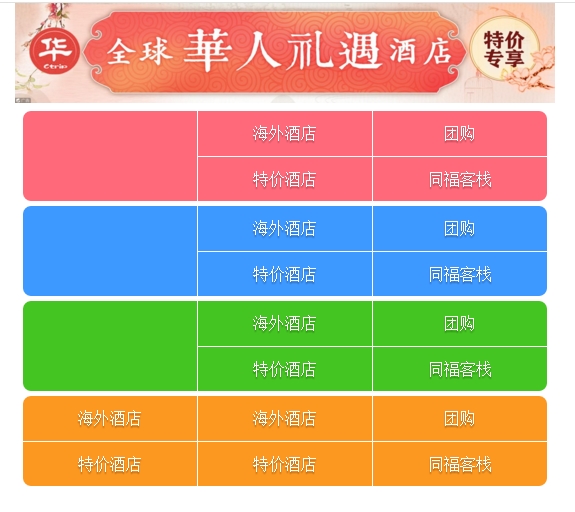 华 全球華人礼遇酒店 特价
Ctrip 专享
海外酒店 团购
特价酒店 同福客栈
海外酒店 团购
特价酒店 同福客栈
海外酒店 团购
特价酒店 同福客栈
海外酒店 海外酒店 团购
特价酒店 特价酒店 同福客栈